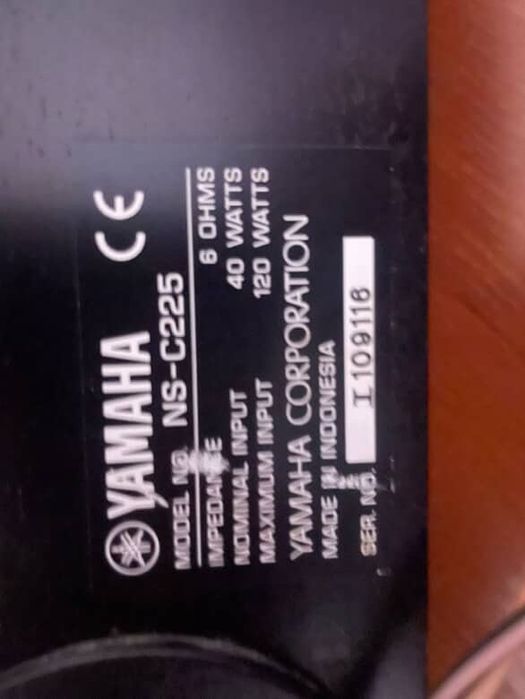 YAMAHA CE
MODEL NO. NS-C225
IMPEDANCE 6 OHMS
NOMINAL INPUT 40 WATTS
MAXIMUM INPUT 120 WATTS
YAMAHA CORPORATION
MADE IN INDONESIA
SER. NO. I109116